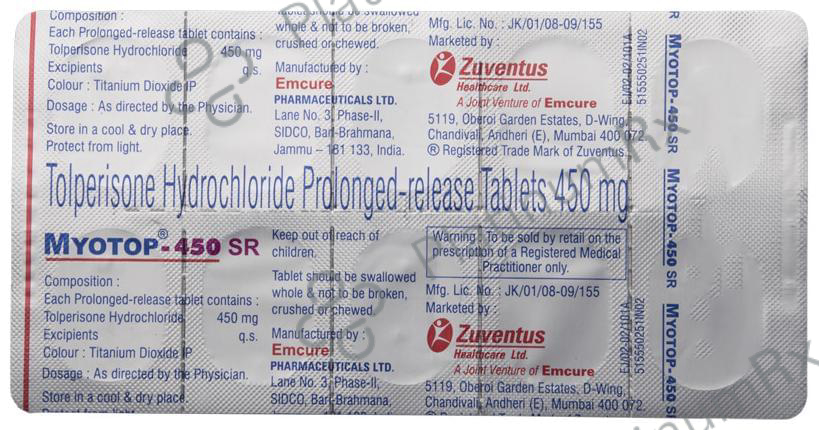 Composition :
Each Prolonged-release tablet contains :
Tolperisone Hydrochloride 450 mg
Excipients q.s.
Colour : Titanium Dioxide IP
Dosage : As directed by the Physician.
Store in a cool & dry place.
Protect from light.
Tablet should be swallowed
whole & not to be broken,
crushed or chewed.
Manufactured by :
Emcure
PHARMACEUTICALS LTD.
Lane No. 3, Phase-II,
SIDCO, Bari-Brahmana,
Jammu – 181 133, India.
Mfg. Lic. No. : JK/01/08-09/155
Marketed by :
Zuventus
Healthcare Ltd.
A Joint Venture of Emcure
5119, Oberoi Garden Estates, D-Wing,
Chandivali, Andheri (E), Mumbai 400 072.
® Registered Trade Mark of Zuventus
Tolperisone Hydrochloride Prolonged-release Tablets 450 mg
MYOTOP®-450 SR
Composition :
Each Prolonged-release tablet contains :
Tolperisone Hydrochloride 450 mg
Excipients q.s.
Colour : Titanium Dioxide IP
Dosage : As directed by the Physician.
Store in a cool & dry place.
Protect from light.
Keep out of reach of
children.
Tablet should be swallowed
whole & not to be broken,
crushed or chewed.
Manufactured by :
Emcure
PHARMACEUTICALS LTD.
Lane No. 3, Phase-II,
SIDCO, Bari-Brahmana,
Warning : To be sold by retail on the
prescription of a Registered Medical
Practitioner only.
Mfg. Lic. No. : JK/01/08-09/155
Marketed by :
Zuventus
Healthcare Ltd.
A Joint Venture of Emcure
5119, Oberoi Garden Estates, D-Wing,
Chandivali, Andheri (E), Mumbai 400 072.
515550251IN02
515550251IN02
R
MYOTOP-450 SR
MYOTOP-450 SR
MYOTOP-450 S
PlatinumRx